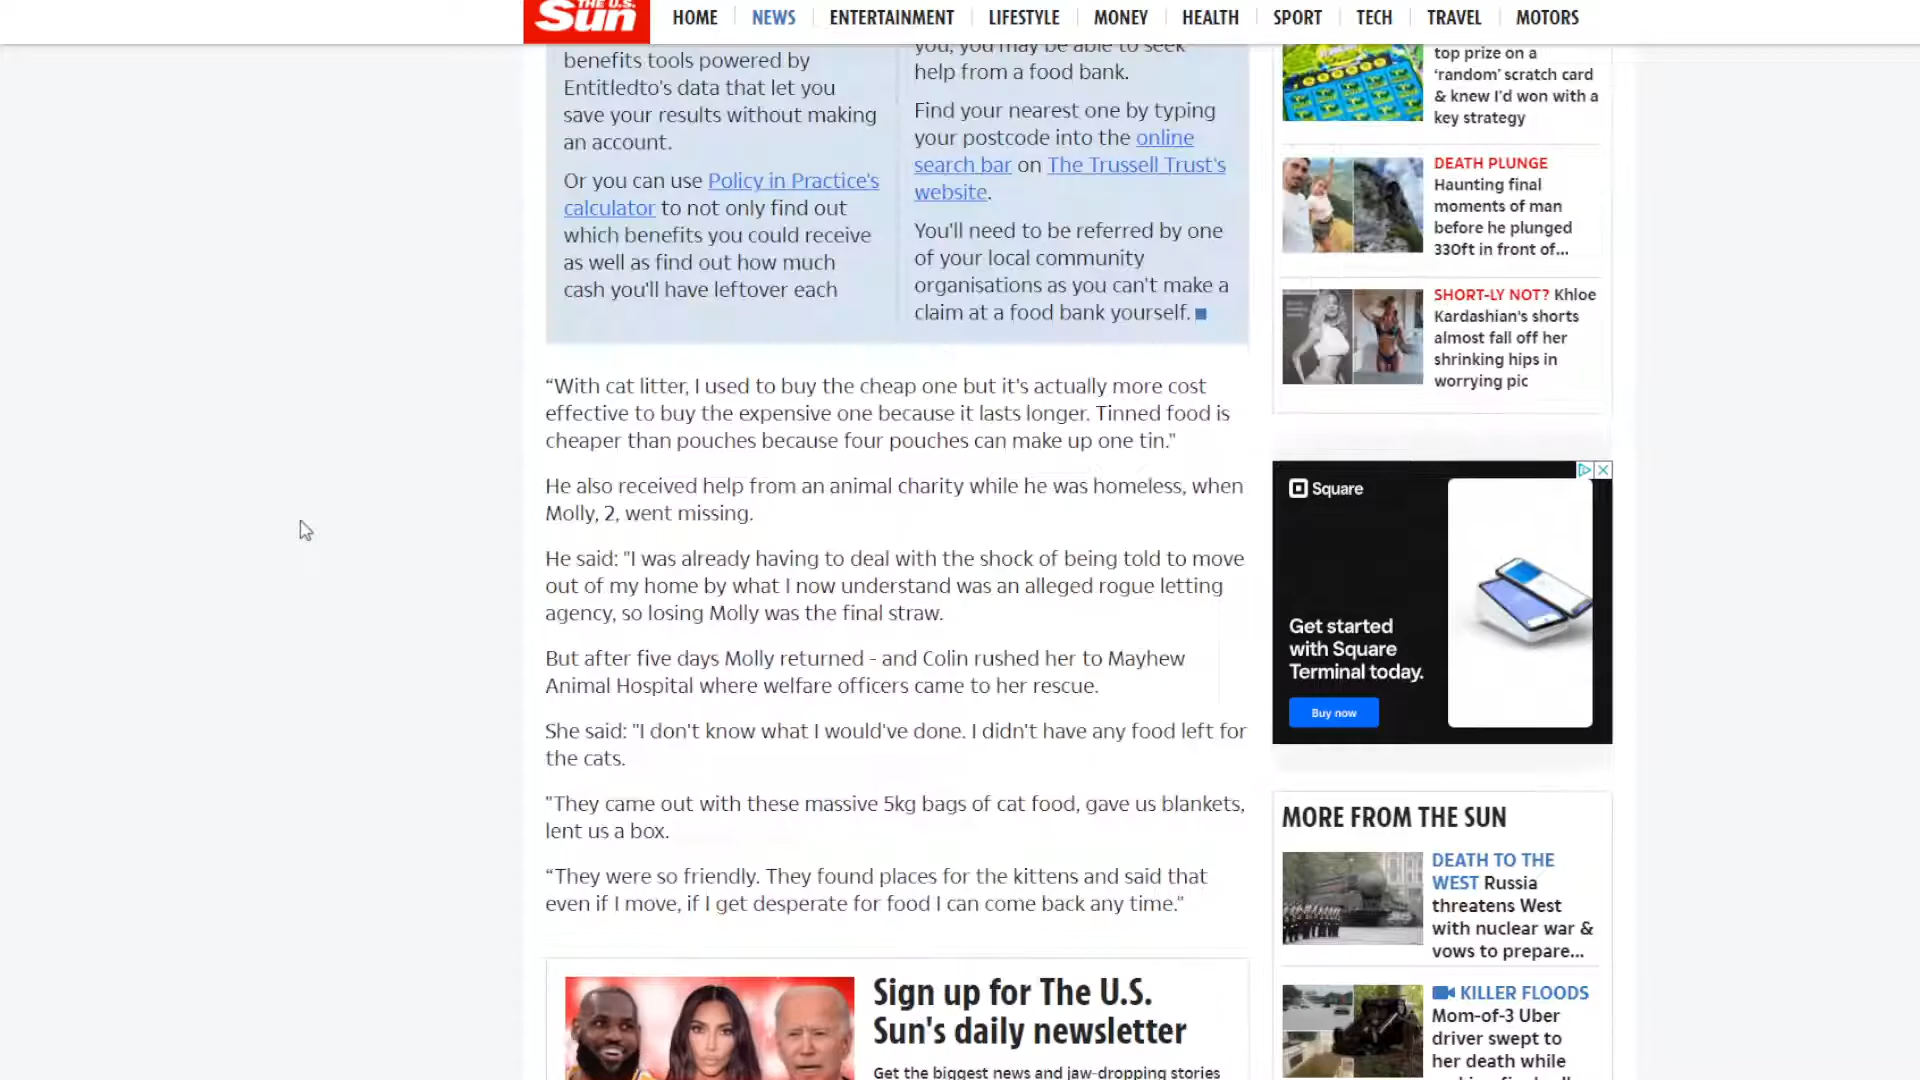 THE U.S.
Sun
HOME
NEWS
ENTERTAINMENT
LIFESTYLE
MONEY
HEALTH
SPORT
TECH
TRAVEL
MOTORS
benefits tools powered by
Entitledto's data that let you
save your results without making
an account.
Or you can use Policy in Practice's
calculator to not only find out
which benefits you could receive
as well as find out how much
cash you'll have leftover each
you, you may be able to seek
help from a food bank.
Find your nearest one by typing
your postcode into the online
search bar on The Trussell Trust's
website.
You'll need to be referred by one
of your local community
organisations as you can't make a
claim at a food bank yourself.
“With cat litter, I used to buy the cheap one but it's actually more cost
effective to buy the expensive one because it lasts longer. Tinned food is
cheaper than pouches because four pouches can make up one tin.”
He also received help from an animal charity while he was homeless, when
Molly, 2, went missing.
He said: "I was already having to deal with the shock of being told to move
out of my home by what I now understand was an alleged rogue letting
agency, so losing Molly was the final straw.
But after five days Molly returned - and Colin rushed her to Mayhew
Animal Hospital where welfare officers came to her rescue.
She said: "I don't know what I would've done. I didn't have any food left for
the cats.
"They came out with these massive 5kg bags of cat food, gave us blankets,
lent us a box.
“They were so friendly. They found places for the kittens and said that
even if I move, if I get desperate for food I can come back any time.”
Sign up for The U.S.
Sun's daily newsletter
Get the biggest news and jaw-dropping stories
top prize on a
‘random’ scratch card
& knew I’d won with a
key strategy
DEATH PLUNGE
Haunting final
moments of man
before he plunged
330ft in front of...
SHORT-LY NOT? Khloe
Kardashian's shorts
almost fall off her
shrinking hips in
worrying pic
Square
Get started
with Square
Terminal today.
Buy now
MORE FROM THE SUN
DEATH TO THE
WEST Russia
threatens West
with nuclear war &
vows to prepare...
KILLER FLOODS
Mom-of-3 Uber
driver swept to
her death while